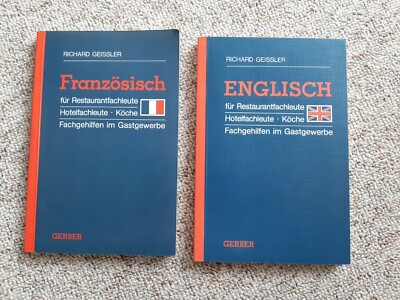 RICHARD GEISSLER
Französisch
für Restaurantfachleute
Hotelfachleute · Köche
Fachgehilfen im Gastgewerbe
GERBER
RICHARD GEISSLER
ENGLISCH
für Restaurantfachleute
Hotelfachleute · Köche
Fachgehilfen im Gastgewerbe
GERBER